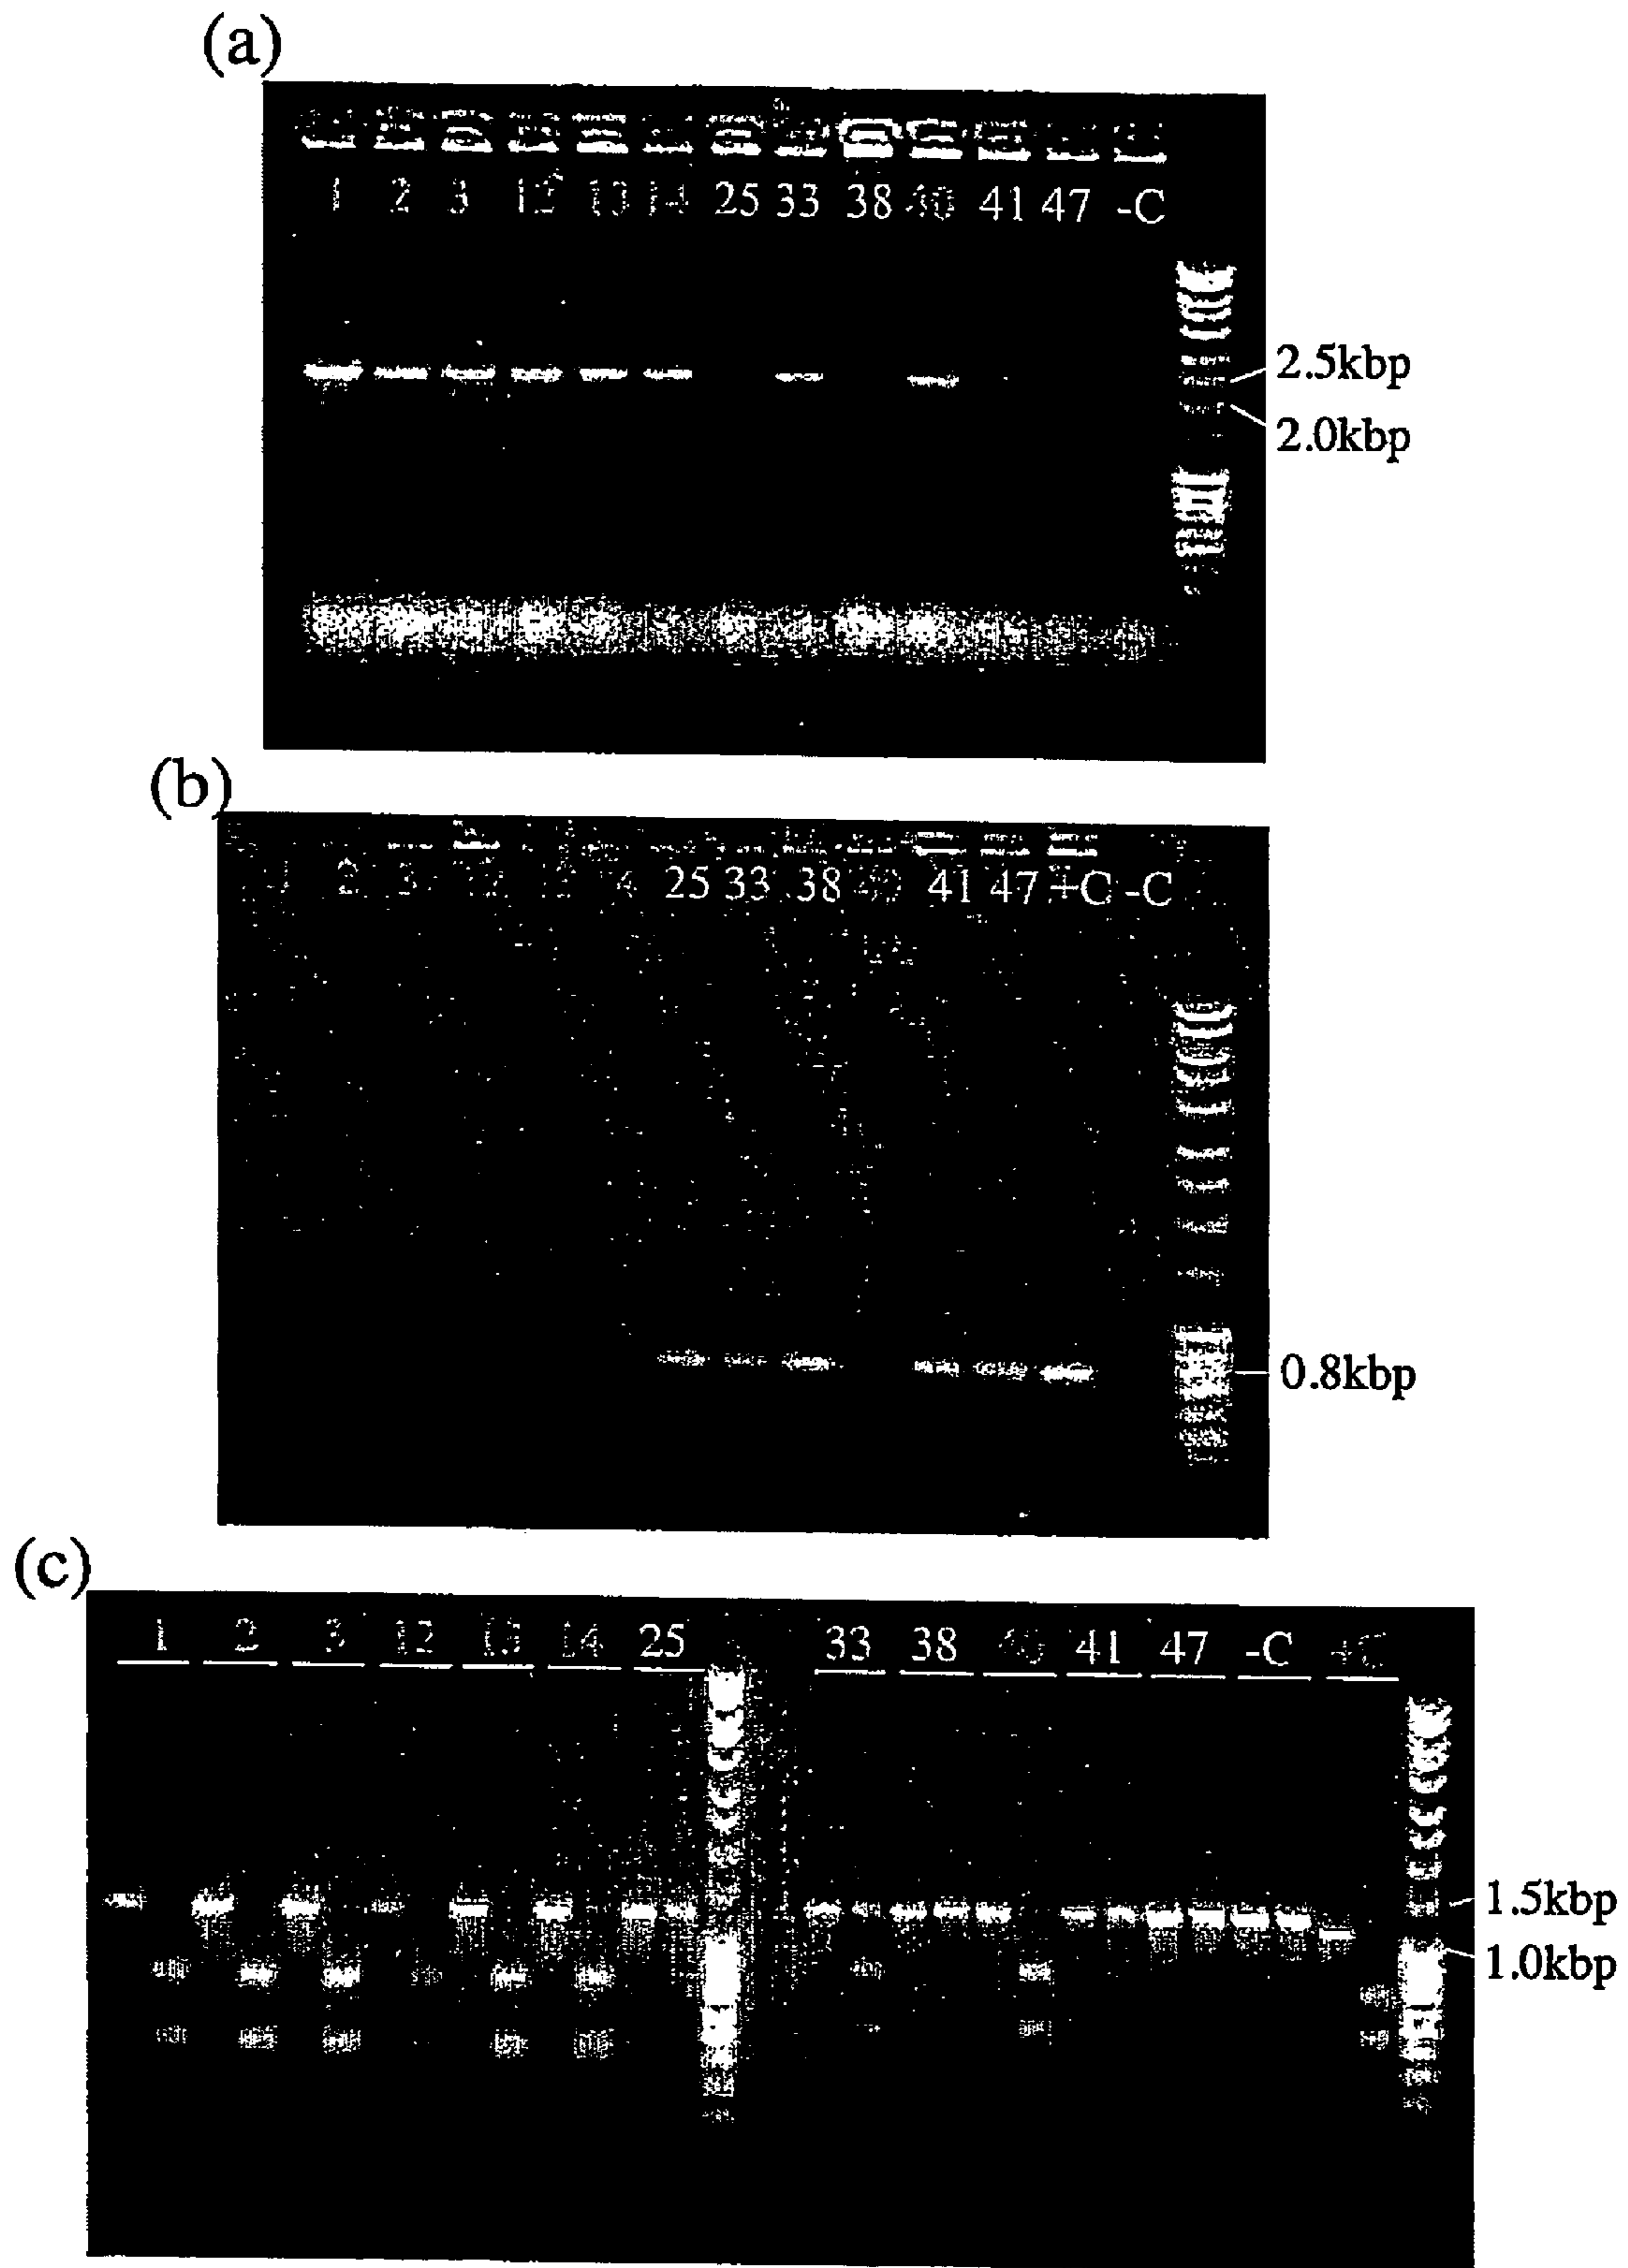 (a)
1 2 3 12 13 14 25 33 38 40 41 47 -C
2.5kbp
2.0kbp
(b)
2 3 12 25 33 38 40 41 47 +C -C
0.8kbp
(c)
1 2 3 12 13 14 25 33 38 40 41 47 -C +C
1.5kbp
1.0kbp